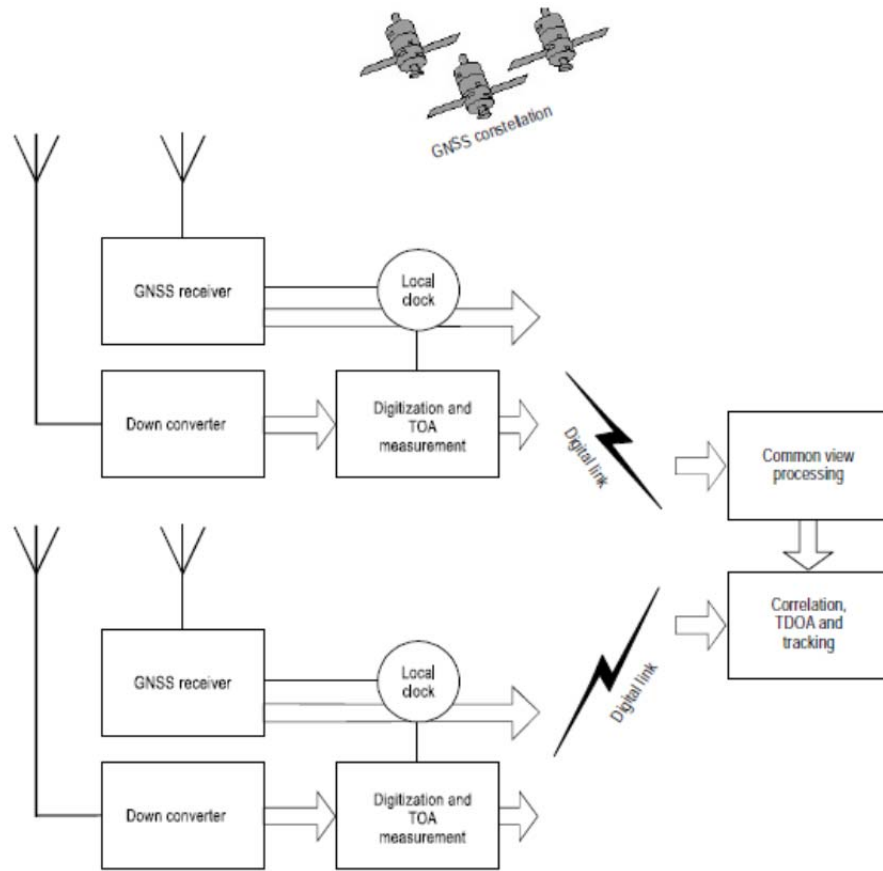 GNSS constellation
GNSS receiver
Local
clock
Down converter
Digitization and
TOA
measurement
Digital link
Common view
processing
GNSS receiver
Local
clock
Down converter
Digitization and
TOA
measurement
Digital link
Correlation,
TDOA and
tracking